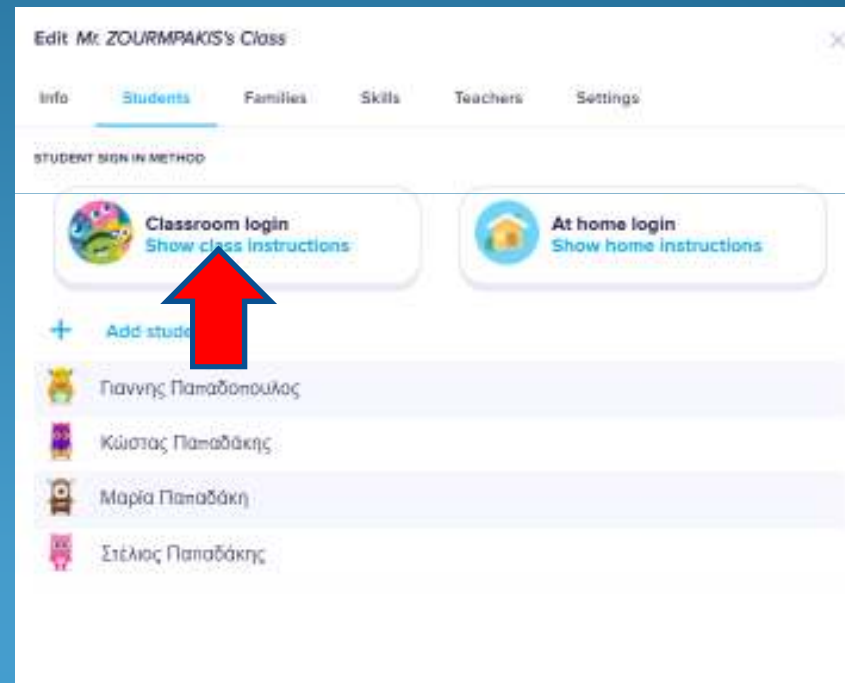 Edit Mr. ZOURMPAKIS's Class
Info Students Families Skills Teachers Settings
STUDENT SIGN IN METHOD
Classroom login
Show class instructions
At home login
Show home instructions
Add stude
Γιαννης Παπαδοπουλος
Κώστας Παπαδάκης
Μαρία Παπαδάκη
Στέλιος Παπαδάκης